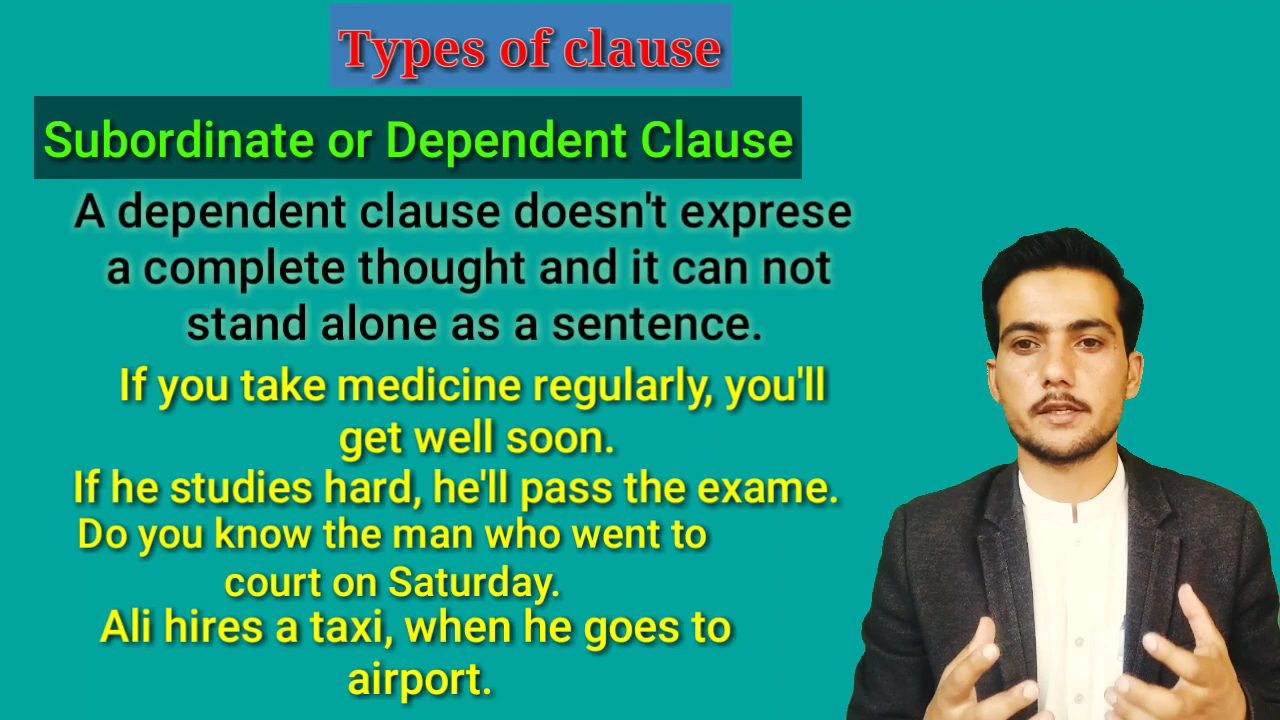 Types of clause
Subordinate or Dependent Clause
A dependent clause doesn't exprese
a complete thought and it can not
stand alone as a sentence.
If you take medicine regularly, you'll
get well soon.
If he studies hard, he'll pass the exame.
Do you know the man who went to
court on Saturday.
Ali hires a taxi, when he goes to
airport.